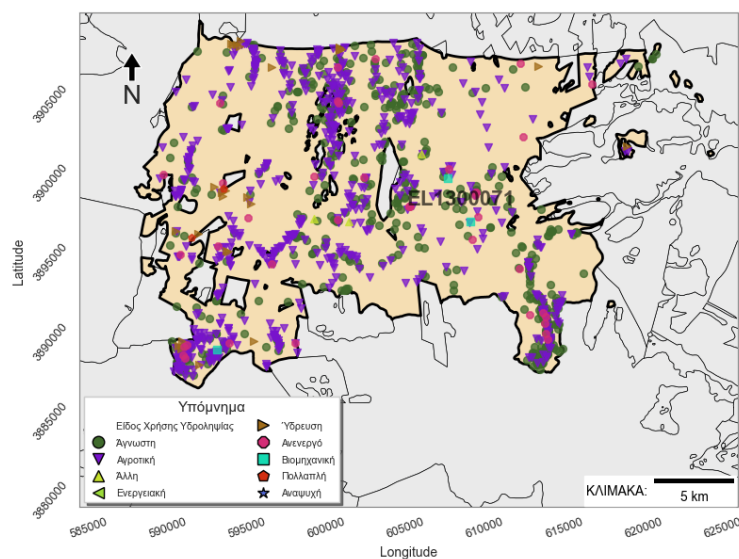 N
EL1300071
Latitude
3905000
3900000
3895000
3890000
3885000
3880000
Υπόμνημα
Είδος Χρήσης Υδροληψίας
Άγνωστη
Αγροτική
Άλλη
Ενεργειακή
Ύδρευση
Ανενεργό
Βιομηχανική
Πολλαπλή
Αναψυχή
ΚΛΙΜΑΚΑ:
5 km
585000
590000
595000
600000
605000
610000
615000
620000
625000
Longitude